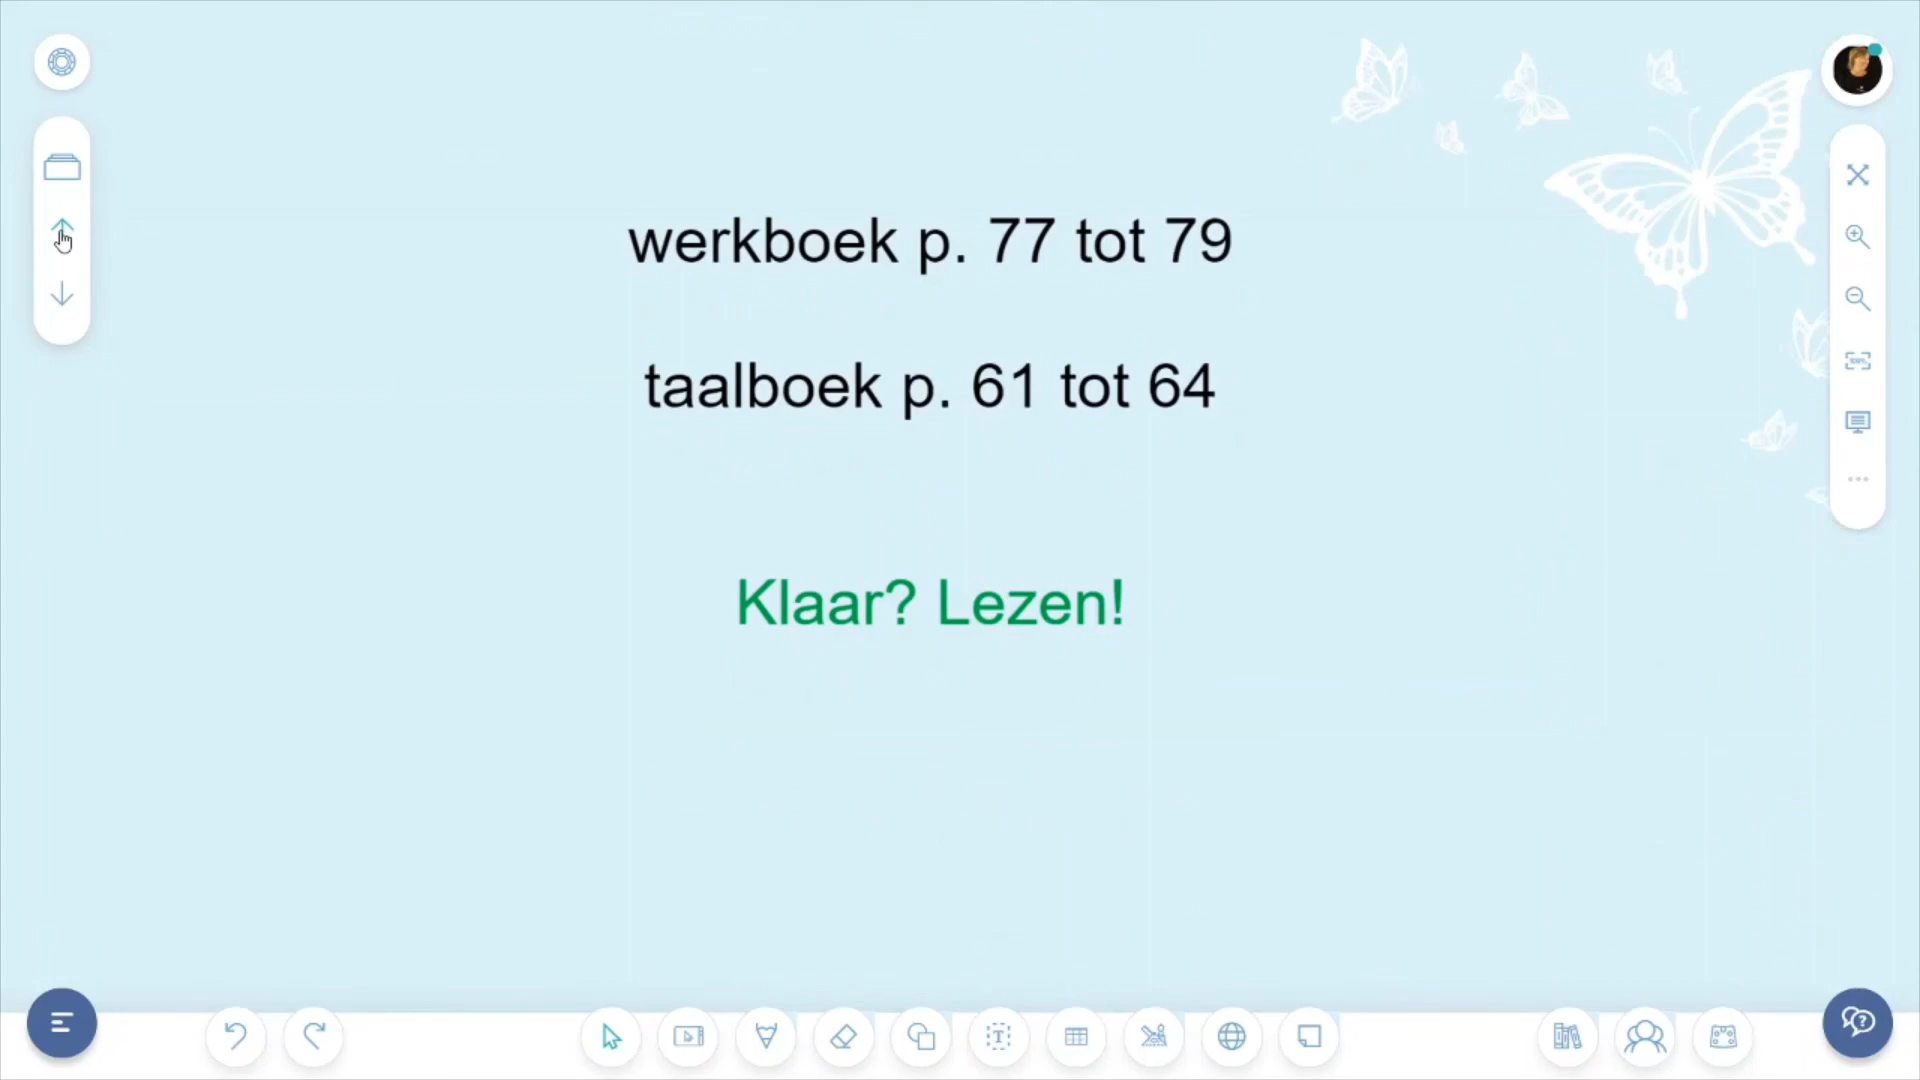 werkboek p. 77 tot 79
taalboek p. 61 tot 64
Klaar? Lezen!